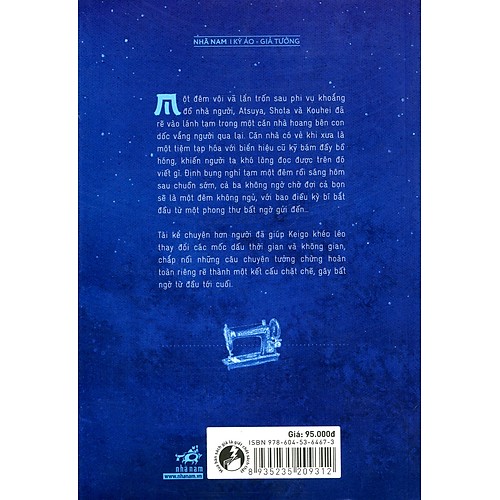 NHÃ NAM | KỲ ẢO - GIẢ TƯỞNG
Một đêm vội vã lẩn trốn sau phi vụ khoắng
đồ nhà người, Atsuya, Shota và Kouhei đã
rẽ vào lánh tạm trong một căn nhà hoang bên con
dốc vắng người qua lại. Căn nhà có vẻ khi xưa là
một tiệm tạp hóa với biển hiệu cũ kỹ bám đầy bồ
hóng, khiến người ta khó lòng đọc được trên đó
viết gì. Định bụng nghỉ tạm một đêm rồi sáng hôm
sau chuồn sớm, cả ba không ngờ chờ đợi cả bọn
sẽ là một đêm không ngủ, với bao điều kỳ bí bắt
đầu từ một phong thư bất ngờ gửi đến...
Tài kể chuyện hơn người đã giúp Keigo khéo léo
thay đổi các mốc dấu thời gian và không gian,
chắp nối những câu chuyện tưởng chừng hoàn
toàn riêng rẽ thành một kết cấu chặt chẽ, gây bất
ngờ từ đầu tới cuối.
nhã nam
www.nhanam.vn
Giá: 95.000đ
ISBN 978-604-53-6467-3
8 935235 209312